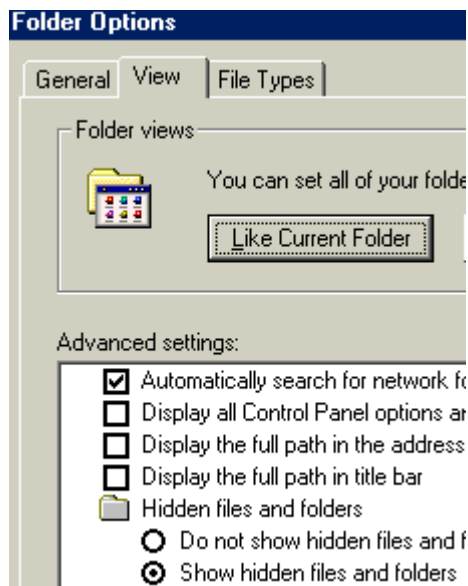 Folder Options
General View File Types
Folder views
You can set all of your folde
Like Current Folder
Advanced settings:
Automatically search for network fo
Display all Control Panel options an
Display the full path in the address
Display the full path in title bar
Hidden files and folders
Do not show hidden files and f
Show hidden files and folders